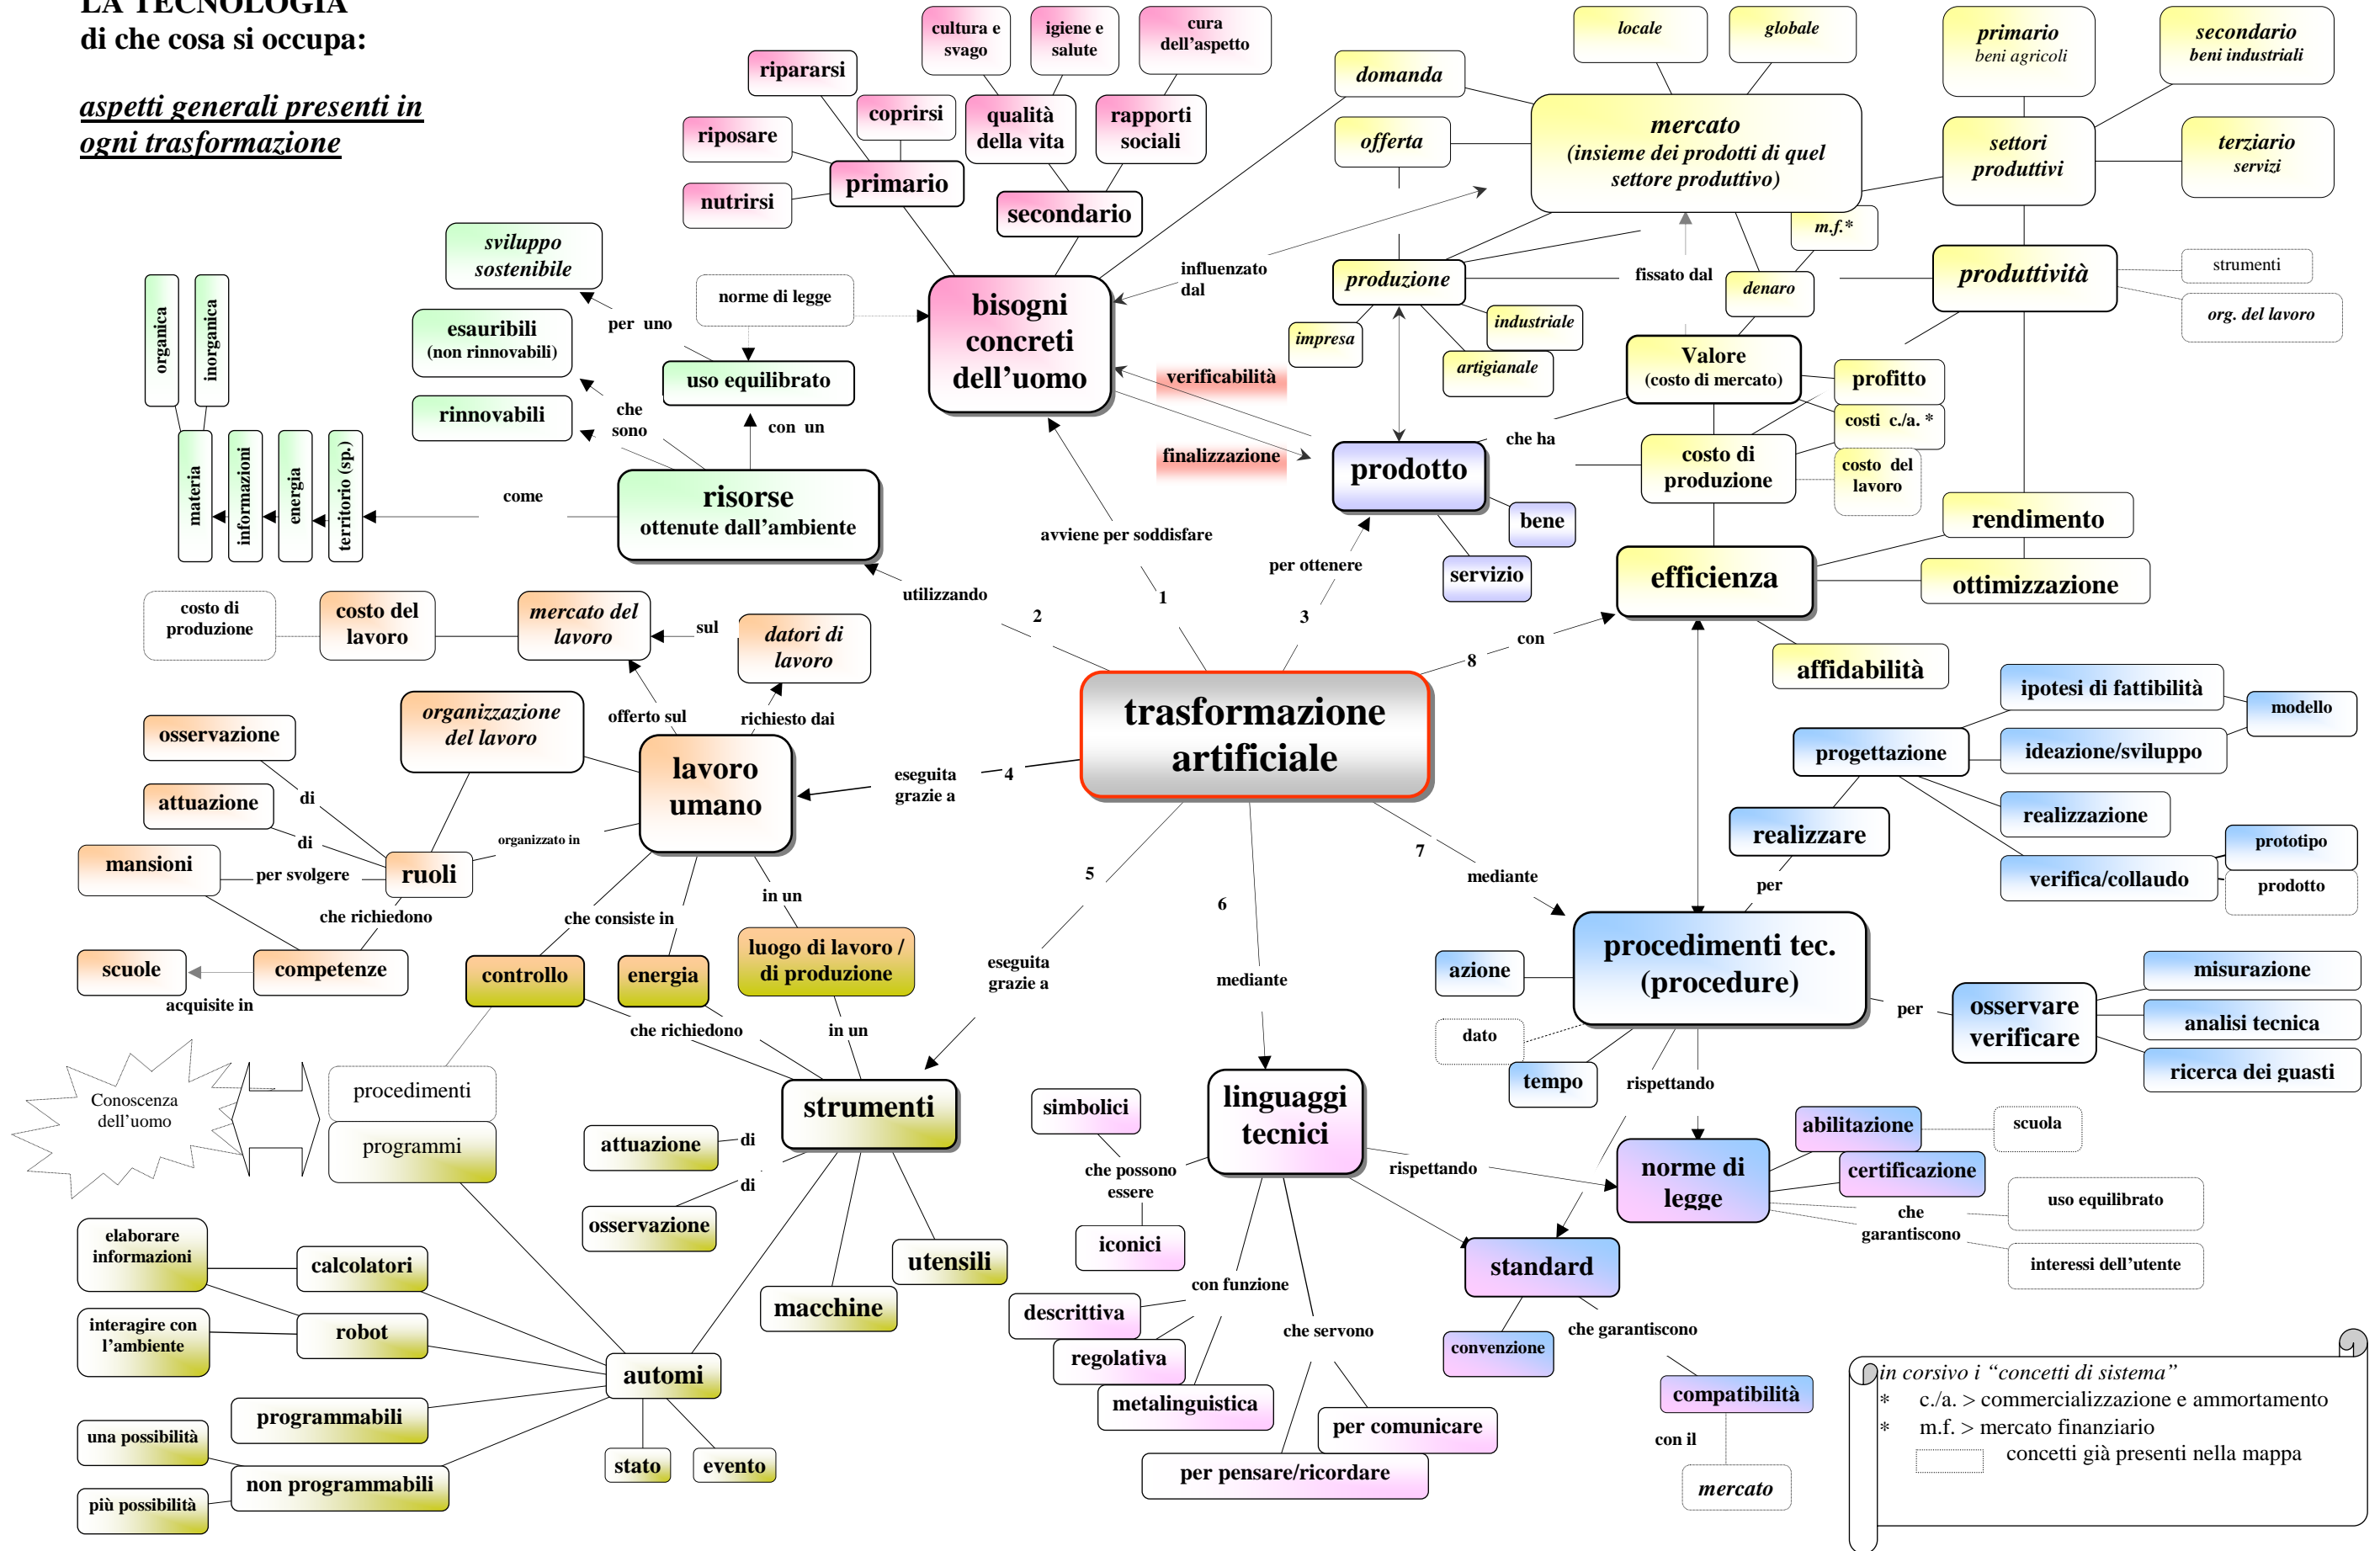 LA TECNOLOGIA
di che cosa si occupa:
aspetti generali presenti in
ogni trasformazione
cultura e
svago
igiene e
salute
cura
dell'aspetto
ripararsi
coprirsi
qualità
della vita
rapporti
sociali
riposare
nutrirsi
primario
secondario
bisogni
concreti
dell'uomo
locale
globale
domanda
offerta
mercato
(insieme dei prodotti di quel
settore produttivo)
primario
beni agricoli
secondario
beni industriali
settori
produttivi
terziario
servizi
m.f.*
influenzato
dal
produzione
fissato dal
denaro
produttività
strumenti
org. del lavoro
impresa
industriale
artigianale
Valore
(costo di mercato)
profitto
costi c./a. *
costo di
produzione
costo del
lavoro
verificabilità
finalizzazione
prodotto
che ha
bene
servizio
rendimento
efficienza
ottimizzazione
affidabilità
sviluppo
sostenibile
norme di legge
per uno
esauribili
(non rinnovabili)
uso equilibrato
che
sono
rinnovabili
con un
organica
inorganica
materia
informazioni
energia
territorio (sp.)
come
risorse
ottenute dall'ambiente
avviene per soddisfare
per ottenere
utilizzando
1
2
3
con
8
costo di
produzione
costo del
lavoro
mercato del
lavoro
sul
datori di
lavoro
trasformazione
artificiale
organizzazione
del lavoro
offerto sul
richiesto dai
osservazione
attuazione
di
di
lavoro
umano
eseguita
grazie a
4
organizzato in
mansioni
per svolgere
ruoli
che richiedono
in un
che consiste in
scuole
competenze
acquisite in
controllo
energia
luogo di lavoro /
di produzione
che richiedono
in un
5
6
7
eseguita
grazie a
mediante
mediante
ipotesi di fattibilità
modello
progettazione
ideazione/sviluppo
realizzazione
realizzare
prototipo
verifica/collaudo
prodotto
per
procedimenti tec.
(procedure)
azione
dato
tempo
rispettando
per
osservare
verificare
misurazione
analisi tecnica
ricerca dei guasti
Conoscenza
dell'uomo
procedimenti
programmi
strumenti
attuazione
di
di
osservazione
utensili
macchine
elaborare
informazioni
calcolatori
interagire con
l'ambiente
robot
automi
programmabili
una possibilità
non programmabili
più possibilità
stato
evento
simbolici
linguaggi
tecnici
che possono
essere
iconici
con funzione
descrittiva
regolativa
metalinguistica
che servono
per comunicare
per pensare/ricordare
rispettando
norme di
legge
abilitazione
scuola
certificazione
che
garantiscono
uso equilibrato
interessi dell'utente
standard
convenzione
che garantiscono
compatibilità
con il
mercato
in corsivo i “concetti di sistema”
* c./a. > commercializzazione e ammortamento
* m.f. > mercato finanziario
concetti già presenti nella mappa